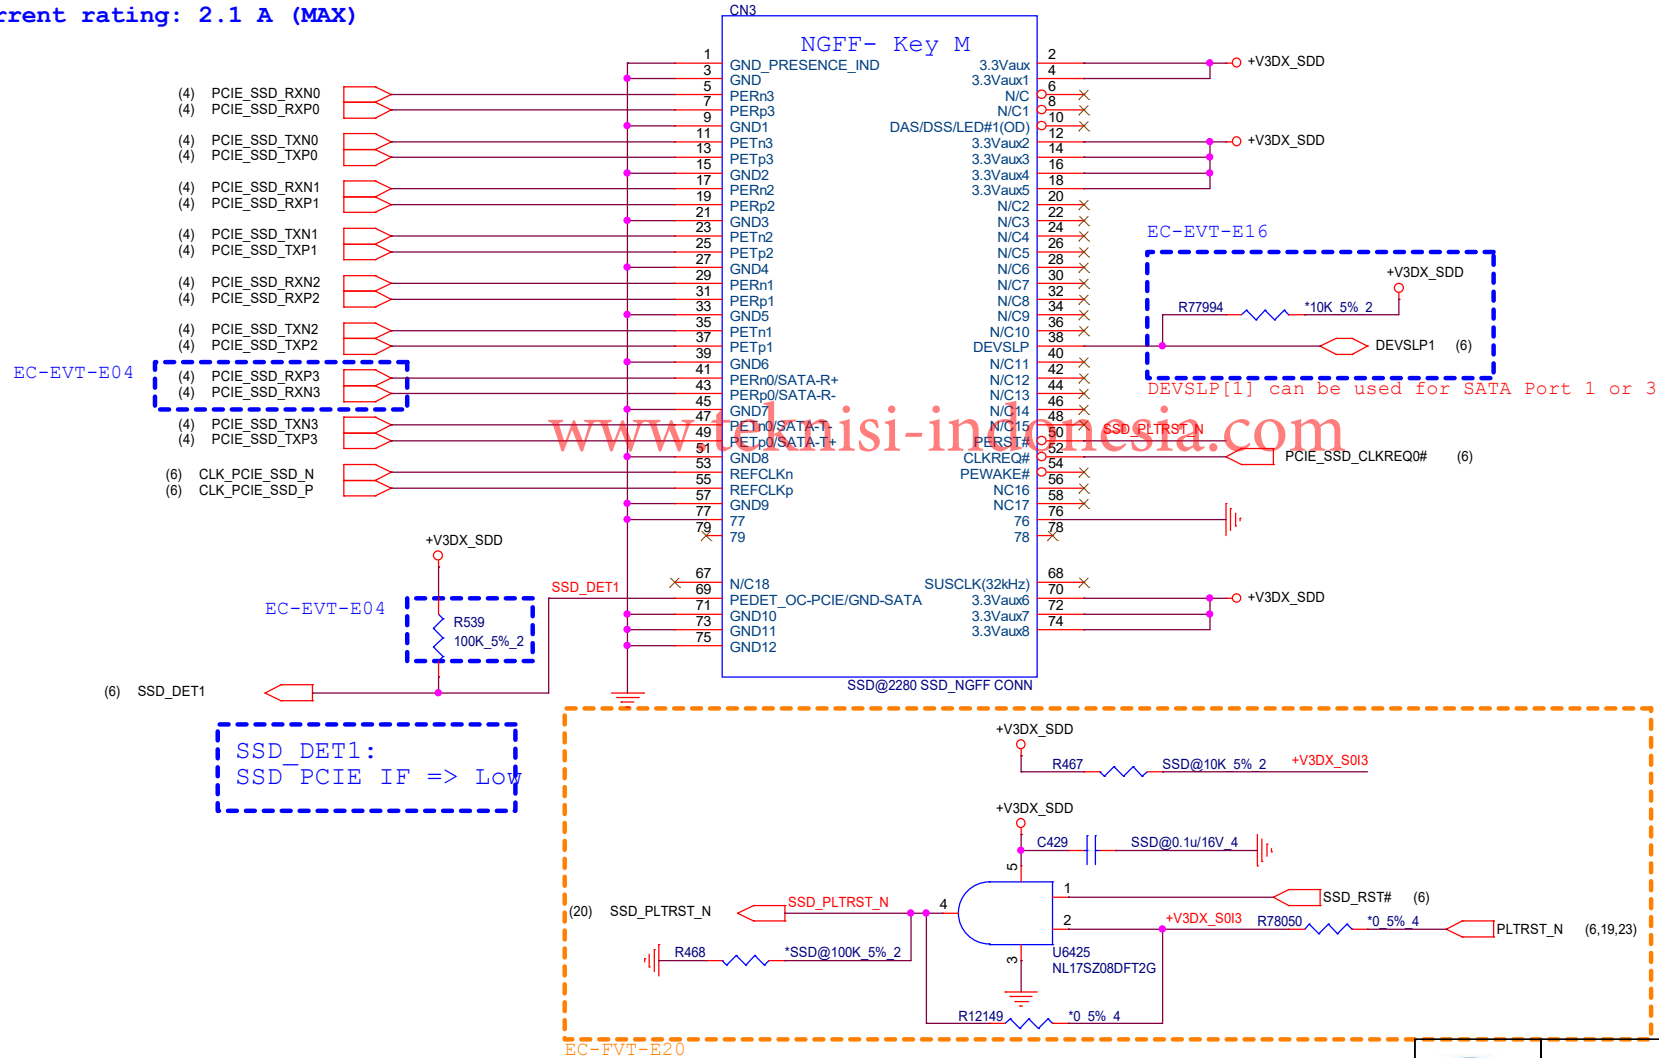 rrent rating: 2.1 A (MAX)
CN3
NGFF- Key M
1 GND_PRESENCE_IND 3.3Vaux 2 +V3DX_SDD
3 GND 3.3Vaux1 4
(4) PCIE_SSD_RXN0 5 PERn3 N/C 6
(4) PCIE_SSD_RXP0 7 PERp3 N/C1 8
9 GND1 DAS/DSS/LED#1(OD) 10
(4) PCIE_SSD_TXN0 11 PETn3 3.3Vaux2 12 +V3DX_SDD
(4) PCIE_SSD_TXP0 13 PETp3 3.3Vaux3 14
15 GND2 3.3Vaux4 16
(4) PCIE_SSD_RXN1 17 PERn2 3.3Vaux5 18
(4) PCIE_SSD_RXP1 19 PERp2 N/C2 20
21 GND3 N/C3 22
(4) PCIE_SSD_TXN1 23 PETn2 N/C4 24
(4) PCIE_SSD_TXP1 25 PETp2 N/C5 26
27 GND4 N/C6 28
(4) PCIE_SSD_RXN2 29 PERn1 N/C7 30
(4) PCIE_SSD_RXP2 31 PERp1 N/C8 32
33 GND5 N/C9 34
(4) PCIE_SSD_TXN2 35 PETn1 N/C10 36
(4) PCIE_SSD_TXP2 37 PETp1 DEVSLP 38
39 GND6 N/C11 40
(4) PCIE_SSD_RXP3 41 PERn0/SATA-R+ N/C12 42
(4) PCIE_SSD_RXN3 43 PERp0/SATA-R- N/C13 44
45 GND7 N/C14 46
(4) PCIE_SSD_TXN3 47 PETn0/SATA-T- N/C15 48
(4) PCIE_SSD_TXP3 49 PETp0/SATA-T+ PERST# 50 SSD_PLTRST_N
51 GND8 CLKREQ# 52 PCIE_SSD_CLKREQ0# (6)
(6) CLK_PCIE_SSD_N 53 REFCLKn PEWAKE# 54
(6) CLK_PCIE_SSD_P 55 REFCLKp NC16 56
57 GND9 NC17 58
77 77 76 76
79 79 78 78
67 N/C18 SUSCLK(32kHz) 68
69 PEDET_OC-PCIE/GND-SATA 3.3Vaux6 70 +V3DX_SDD
71 GND10 3.3Vaux7 72
73 GND11 3.3Vaux8 74
75 GND12
SSD@2280 SSD_NGFF CONN
EC-EVT-E16
+V3DX_SDD
R77994 *10K_5%_2
DEVSLP1 (6)
DEVSLP[1] can be used for SATA Port 1 or 3
EC-EVT-E04
www.teknisi-indonesia.com
+V3DX_SDD
SSD_DET1
EC-EVT-E04
R539
100K_5%_2
(6) SSD_DET1
SSD_DET1:
SSD PCIE IF => Low
+V3DX_SDD
R467 SSD@10K_5%_2 +V3DX_S0I3
+V3DX_SDD
C429 SSD@0.1u/16V_4
5
1 SSD_RST# (6)
(20) SSD_PLTRST_N SSD_PLTRST_N 4
2 +V3DX_S0I3 R78050 *0_5%_4 PLTRST_N (6,19,23)
R468 *SSD@100K_5%_2
3
U6425
NL17SZ08DFT2G
R12149 *0_5%_4
EC-FVT-E20